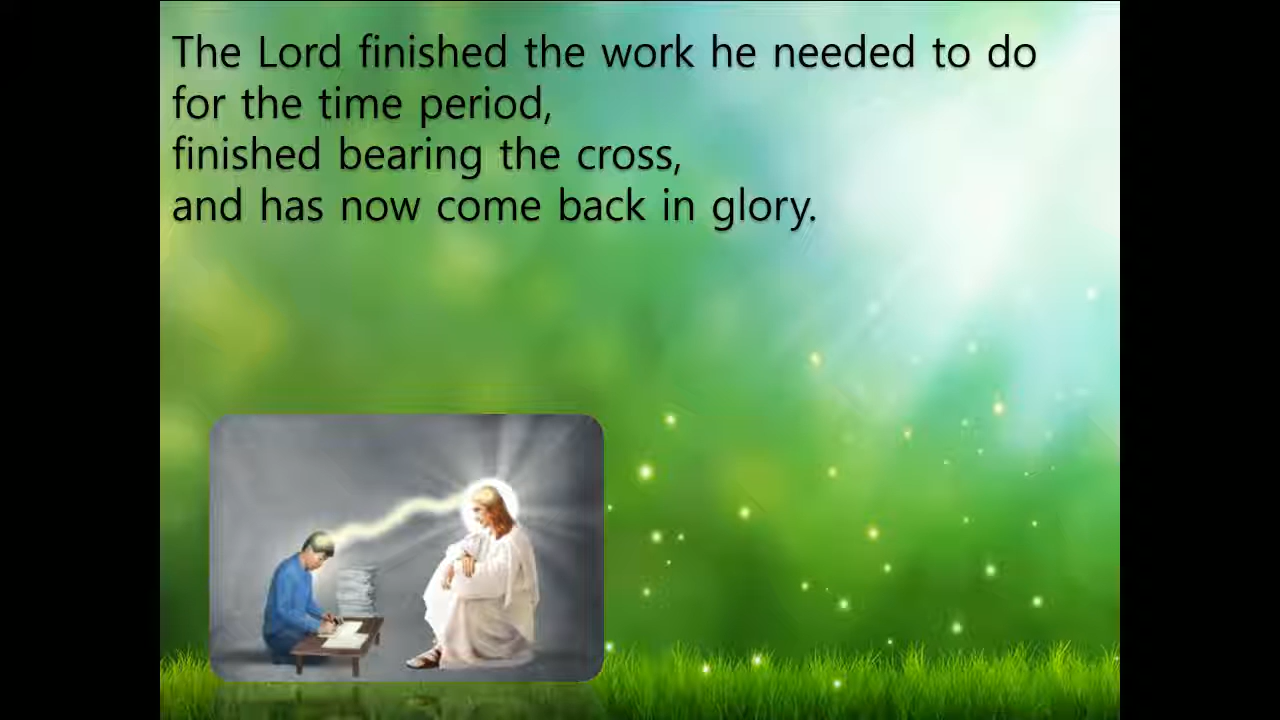 The Lord finished the work he needed to do
for the time period,
finished bearing the cross,
and has now come back in glory.